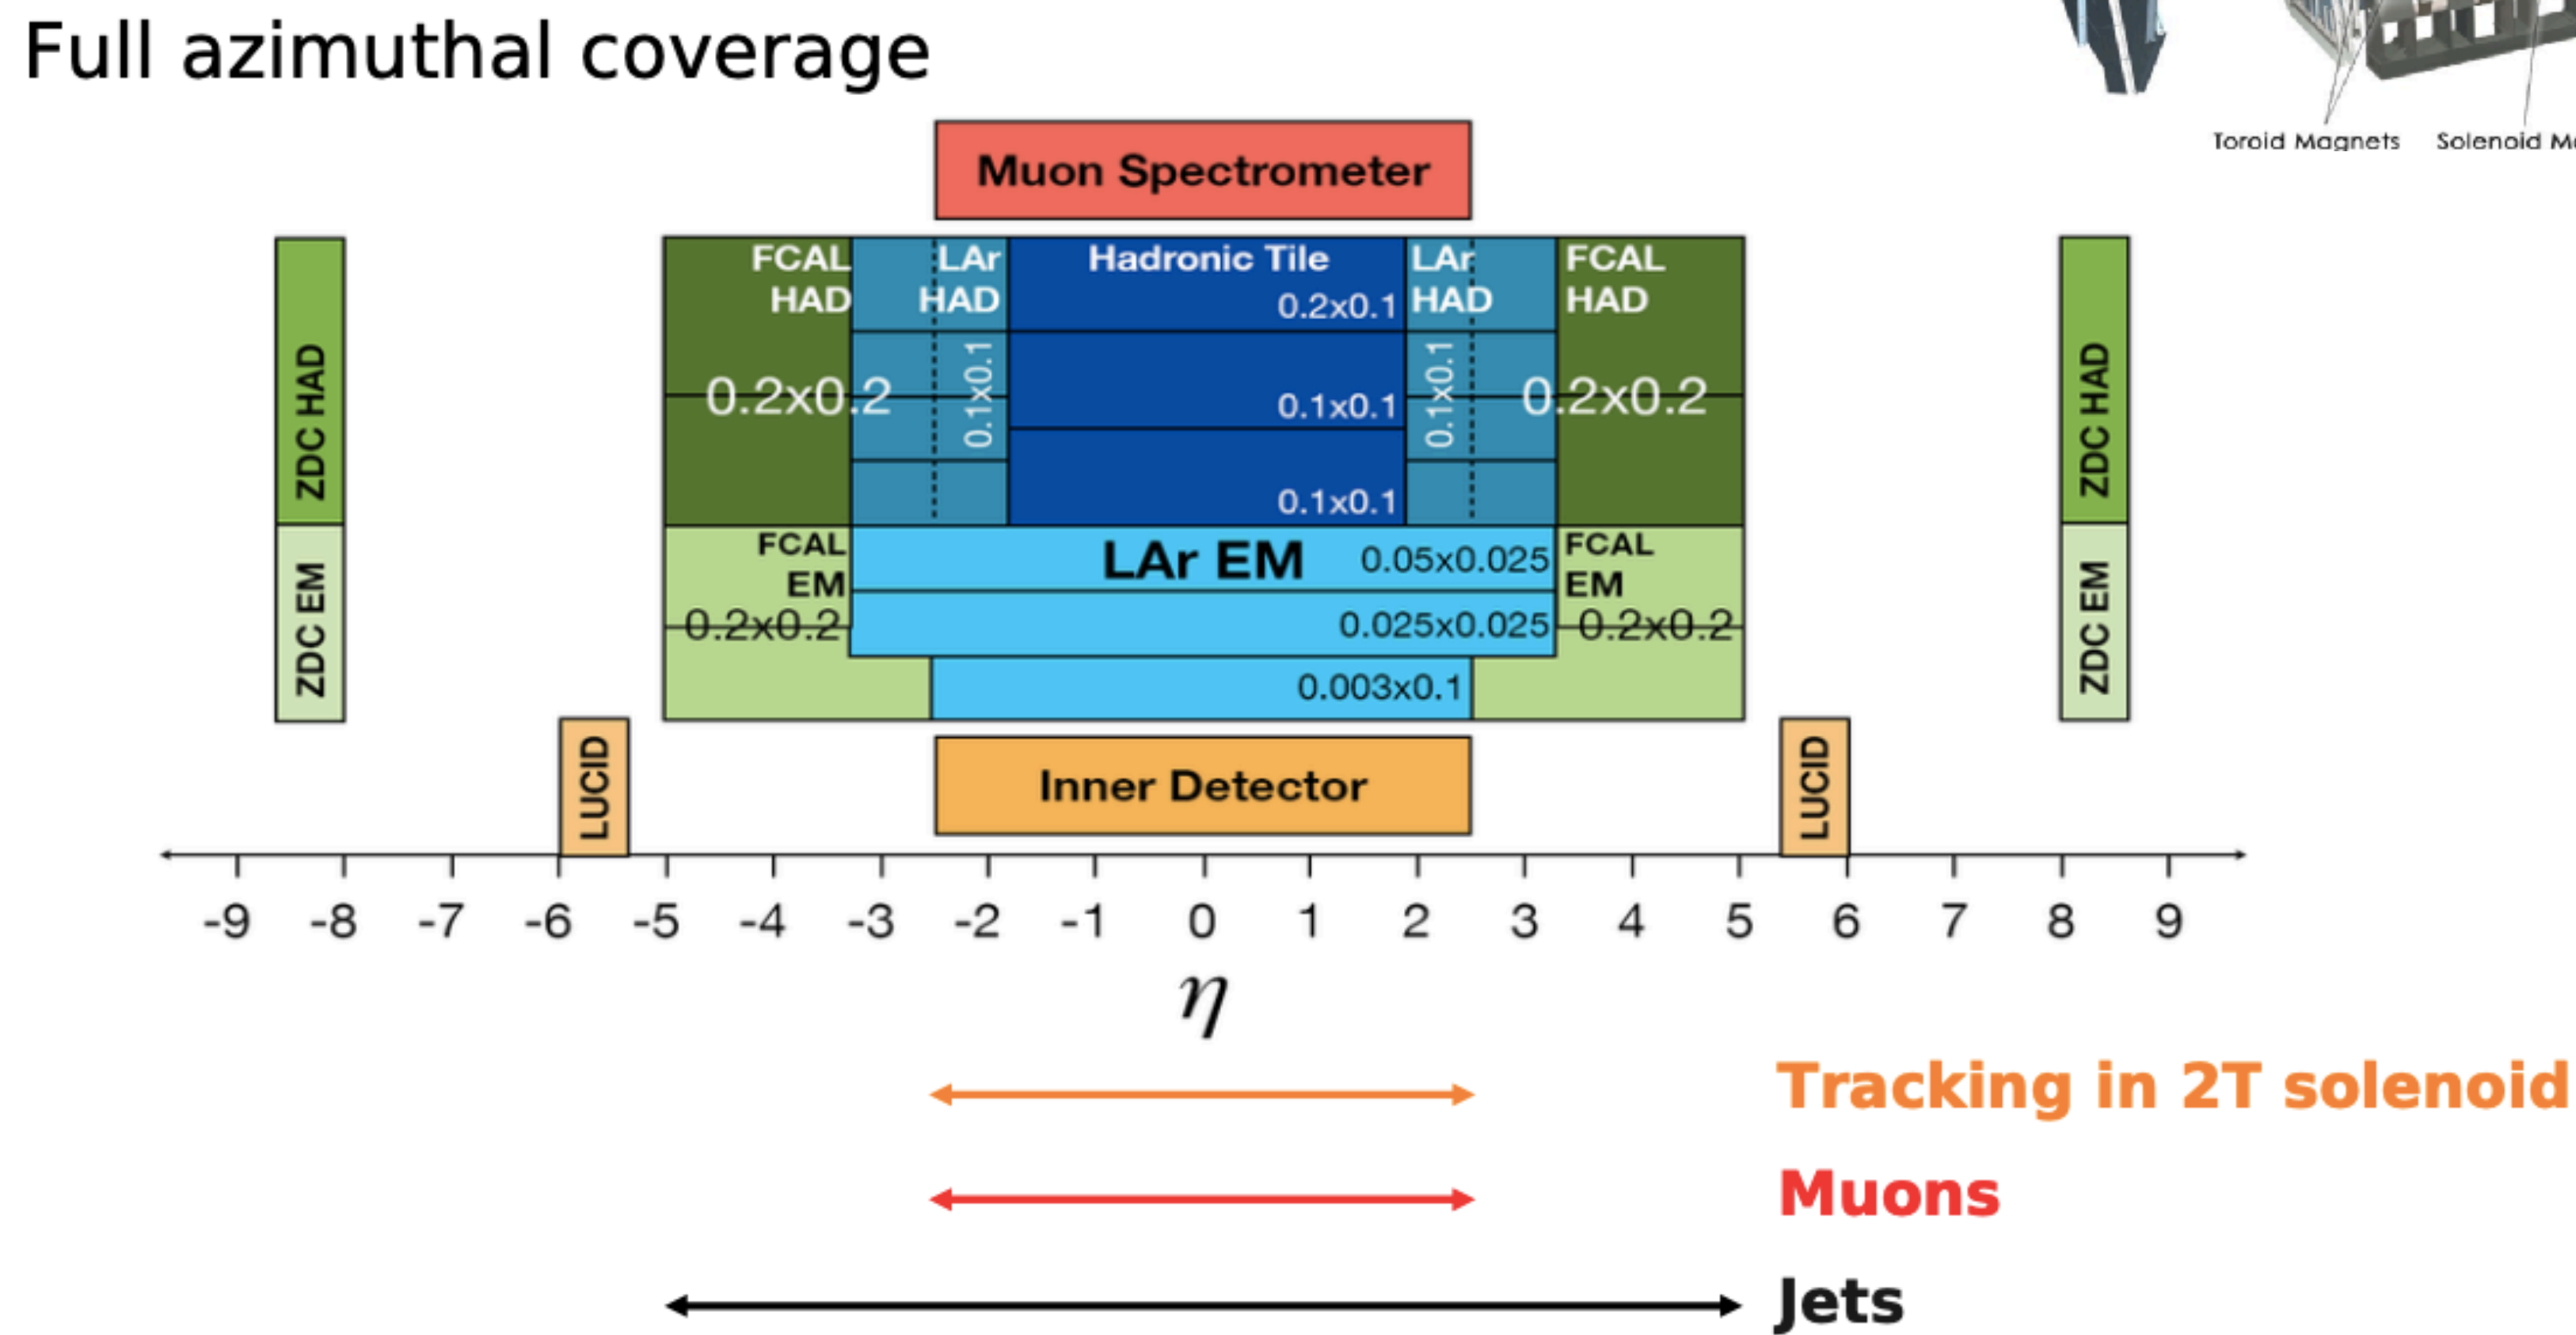 Full azimuthal coverage
Toroid Magnets
Solenoid
Muon Spectrometer
FCAL
HAD
LAr
HAD
Hadronic Tile
0.2x0.1
LAr
HAD
FCAL
HAD
ZDC HAD
0.2x0.2
0.1x0.1
0.1x0.1
0.1x0.1
0.2x0.2
ZDC HAD
0.1x0.1
FCAL
EM
LAr EM
0.05x0.025
FCAL
EM
ZDC EM
0.2x0.2
0.025x0.025
0.2x0.2
ZDC EM
0.003x0.1
LUCID
Inner Detector
LUCID
-9 -8 -7 -6 -5 -4 -3 -2 -1 0 1 2 3 4 5 6 7 8 9
η
Tracking in 2T solenoid
Muons
Jets